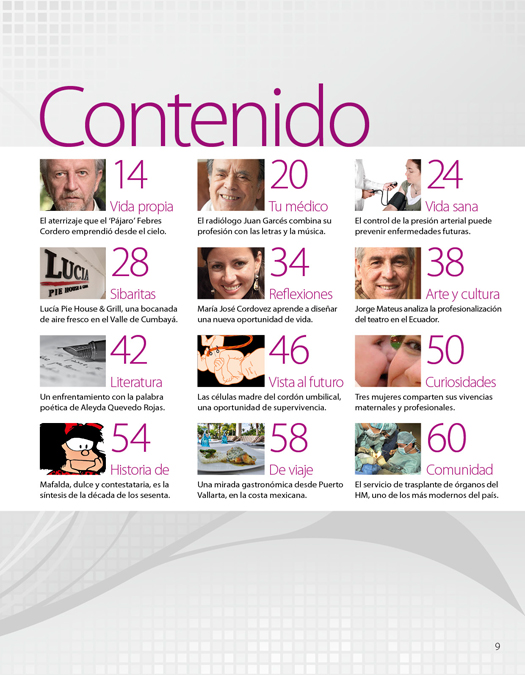 Contenido
14
Vida propia
El aterrizaje que el ‘Pájaro’ Febres
Cordero emprendió desde el cielo.
20
Tu médico
El radiólogo Juan Garcés combina su
profesión con las letras y la música.
24
Vida sana
El control de la presión arterial puede
prevenir enfermedades futuras.
LUCIA
PIE HOUSE & GRILL
28
Sibaritas
Lucía Pie House & Grill, una bocanada
de aire fresco en el Valle de Cumbayá.
34
Reflexiones
María José Cordovez aprende a diseñar
una nueva oportunidad de vida.
38
Arte y cultura
Jorge Mateus analiza la profesionalización
del teatro en el Ecuador.
42
Literatura
Un enfrentamiento con la palabra
poética de Aleyda Quevedo Rojas.
46
Vista al futuro
Las células madre del cordón umbilical,
una oportunidad de supervivencia.
50
Curiosidades
Tres mujeres comparten sus vivencias
maternales y profesionales.
54
Historia de
Mafalda, dulce y contestataria, es la
síntesis de la década de los sesenta.
58
De viaje
Una mirada gastronómica desde Puerto
Vallarta, en la costa mexicana.
60
Comunidad
El servicio de trasplante de órganos del
HM, uno de los más modernos del país.
9